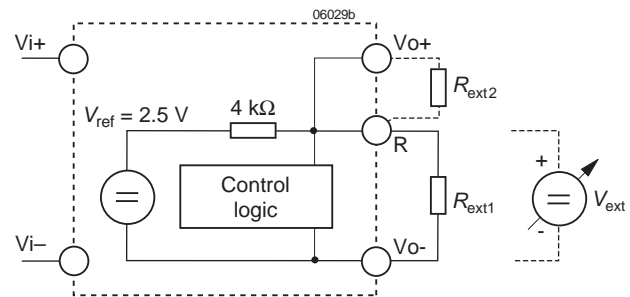 06029b
Vi+
Vo+
Rext2
Vref = 2.5 V
4 kΩ
R
+
Control
logic
Rext1
Vext
-
Vi–
Vo-